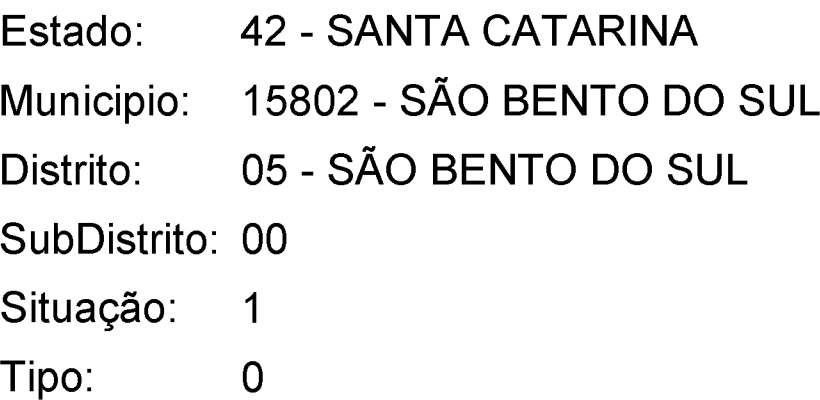 Estado: 42 - SANTA CATARINA
Municipio: 15802 - SÃO BENTO DO SUL
Distrito: 05 - SÃO BENTO DO SUL
SubDistrito: 00
Situação: 1
Tipo: 0